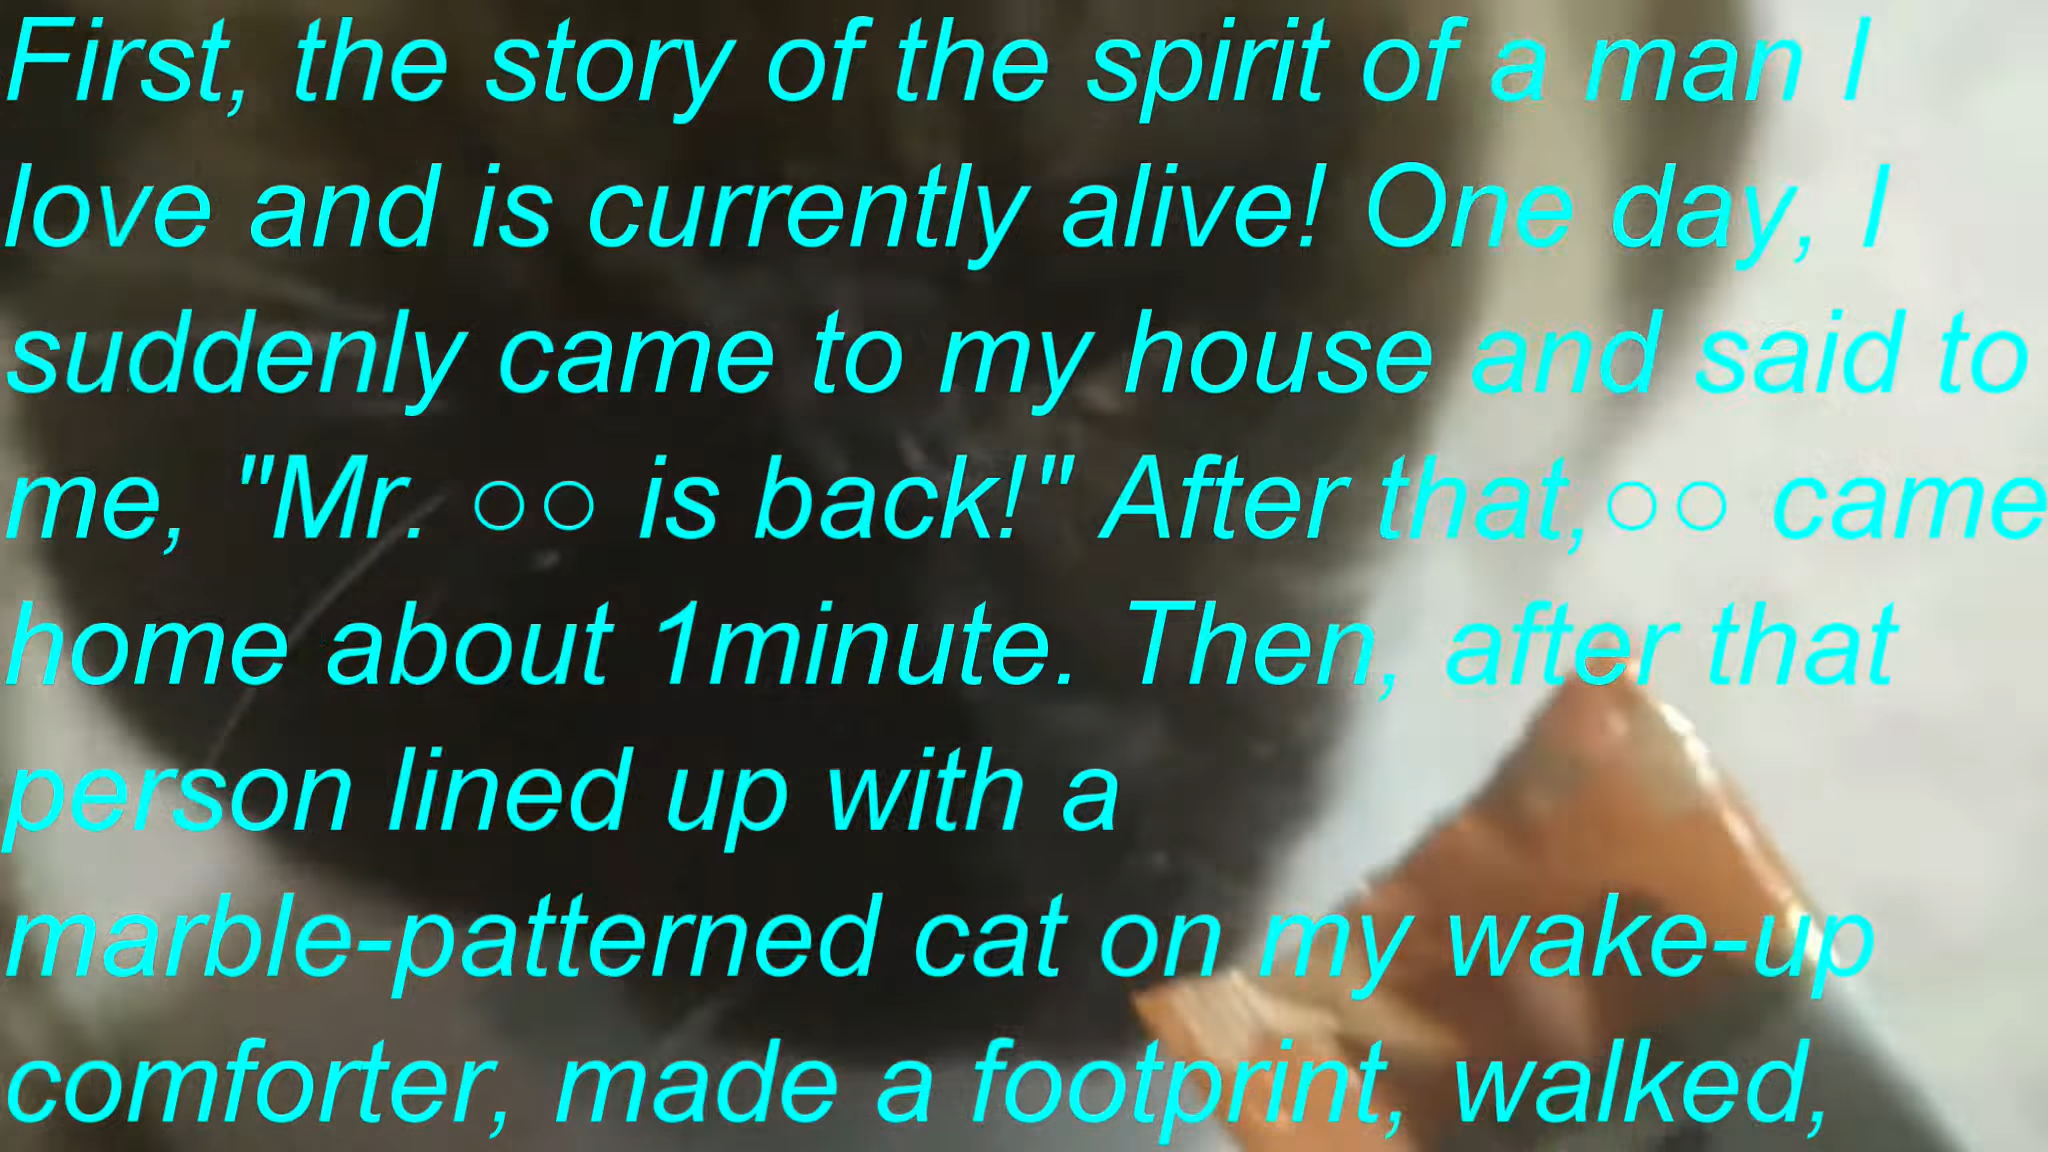 First, the story of the spirit of a man I
love and is currently alive! One day, I
suddenly came to my house and said to
me, "Mr. ○○ is back!" After that,○○ came
home about 1minute. Then, after that
person lined up with a
marble-patterned cat on my wake-up
comforter, made a footprint, walked,